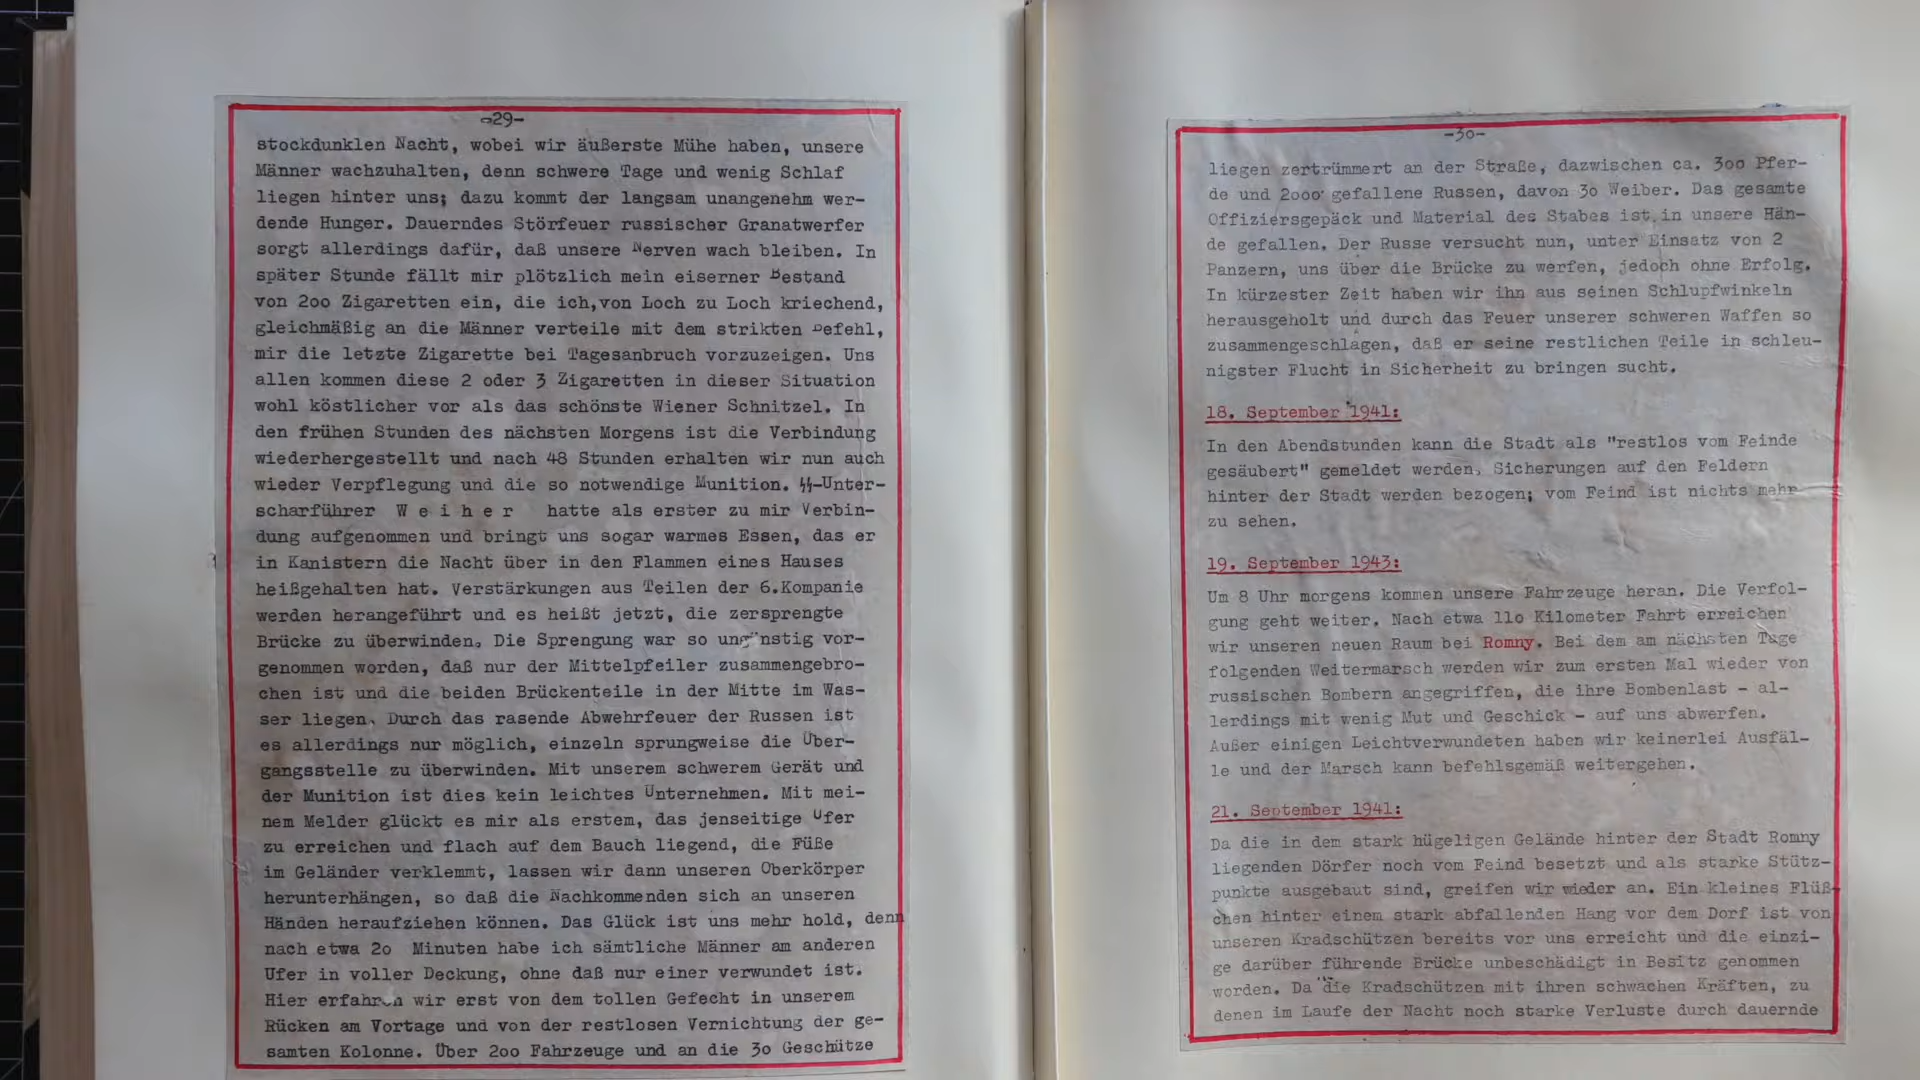 -29-
stockdunklen Nacht, wobei wir äußerste Mühe haben, unsere
Männer wachzuhalten, denn schwere Tage und wenig Schlaf
liegen hinter uns; dazu kommt der langsam unangenehm wer-
dende Hunger. Dauerndes Störfeuer russischer Granatwerfer
sorgt allerdings dafür, daß unsere Nerven wach bleiben. In
später Stunde fällt mir plötzlich mein eiserner Bestand
von 2oo Zigaretten ein, die ich,von Loch zu Loch kriechend,
gleichmäßig an die Männer verteile mit dem strikten Befehl,
mir die letzte Zigarette bei Tagesanbruch vorzuzeigen. Uns
allen kommen diese 2 oder 3 Zigaretten in dieser Situation
wohl köstlicher vor als das schönste Wiener Schnitzel. In
den frühen Stunden des nächsten Morgens ist die Verbindung
wiederhergestellt und nach 48 Stunden erhalten wir nun auch
wieder Verpflegung und die so notwendige Munition. ᛋᛋ-Unter-
scharführer W e i h e r hatte als erster zu mir Verbin-
dung aufgenommen und bringt uns sogar warmes Essen, das er
in Kanistern die Nacht über in den Flammen eines Hauses
heißgehalten hat. Verstärkungen aus Teilen der 6.Kompanie
werden herangeführt und es heißt jetzt, die zersprengte
Brücke zu überwinden. Die Sprengung war so ungünstig vor-
genommen worden, daß nur der Mittelpfeiler zusammengebro-
chen ist und die beiden Brückenteile in der Mitte im Was-
ser liegen. Durch das rasende Abwehrfeuer der Russen ist
es allerdings nur möglich, einzeln sprungweise die Über-
gangsstelle zu überwinden. Mit unserem schwerem Gerät und
der Munition ist dies kein leichtes Unternehmen. Mit mei-
nem Melder glückt es mir als erstem, das jenseitige Ufer
zu erreichen und flach auf dem Bauch liegend, die Füße
im Geländer verklemmt, lassen wir dann unseren Oberkörper
herunterhängen, so daß die Nachkommenden sich an unseren
Händen heraufziehen können. Das Glück ist uns mehr hold, denn
nach etwa 2o Minuten habe ich sämtliche Männer am anderen
Ufer in voller Deckung, ohne daß nur einer verwundet ist.
Hier erfahren wir erst von dem tollen Gefecht in unserem
Rücken am Vortage und von der restlosen Vernichtung der ge-
samten Kolonne. Über 2oo Fahrzeuge und an die 3o Geschütze
-3o-
liegen zertrümmert an der Straße, dazwischen ca. 3oo Pfer-
de und 2ooo gefallene Russen, davon 3o Weiber. Das gesamte
Offiziersgepäck und Material des Stabes ist in unsere Hän-
de gefallen. Der Russe versucht nun, unter Einsatz von 2
Panzern, uns über die Brücke zu werfen, jedoch ohne Erfolg.
In kürzester Zeit haben wir ihn aus seinen Schlupfwinkeln
herausgeholt und durch das Feuer unserer schweren Waffen so
zusammengeschlagen, daß er seine restlichen Teile in schleu-
nigster Flucht in Sicherheit zu bringen sucht.
18. September 1941:
In den Abendstunden kann die Stadt als "restlos vom Feinde
gesäubert" gemeldet werden. Sicherungen auf den Feldern
hinter der Stadt werden bezogen; vom Feind ist nichts mehr
zu sehen.
19. September 1943:
Um 8 Uhr morgens kommen unsere Fahrzeuge heran. Die Verfol-
gung geht weiter. Nach etwa 11o Kilometer Fahrt erreichen
wir unseren neuen Raum bei Romny. Bei dem am nächsten Tage
folgenden Weitermarsch werden wir zum ersten Mal wieder von
russischen Bombern angegriffen, die ihre Bombenlast - al-
lerdings mit wenig Mut und Geschick - auf uns abwerfen.
Außer einigen Leichtverwundeten haben wir keinerlei Ausfäl-
le und der Marsch kann befehlsgemäß weitergehen.
21. September 1941:
Da die in dem stark hügeligen Gelände hinter der Stadt Romny
liegenden Dörfer noch vom Feind besetzt und als starke Stütz-
punkte ausgebaut sind, greifen wir wieder an. Ein kleines Flüß-
chen hinter einem stark abfallenden Hang vor dem Dorf ist von
unseren Kradschützen bereits vor uns erreicht und die einzi-
ge darüber führende Brücke unbeschädigt in Besitz genommen
worden. Da die Kradschützen mit ihren schwachen Kräften, zu
denen im Laufe der Nacht noch starke Verluste durch dauernde